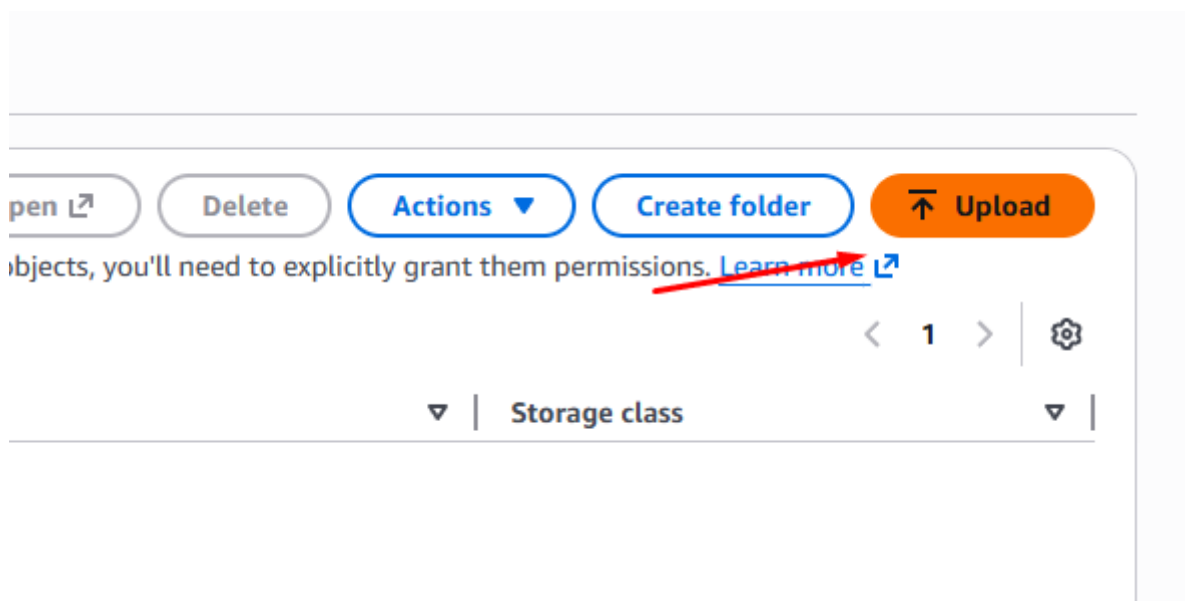 pen Delete Actions Create folder Upload
bjects, you'll need to explicitly grant them permissions. Learn more
1
Storage class